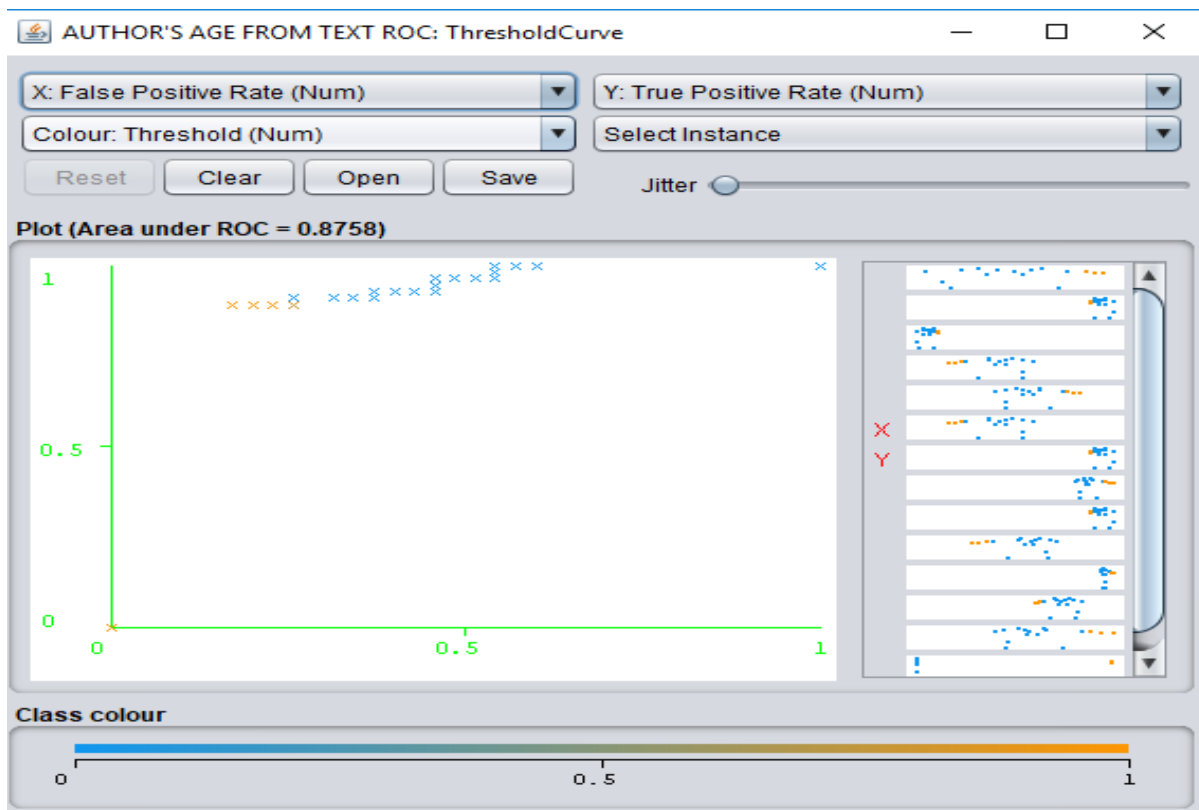 AUTHOR'S AGE FROM TEXT ROC: ThresholdCurve
X: False Positive Rate (Num)
Y: True Positive Rate (Num)
Colour: Threshold (Num)
Select Instance
Reset
Clear
Open
Save
Jitter
Plot (Area under ROC = 0.8758)
1
0.5
0
0
0.5
1
X
Y
Class colour
0
0.5
1